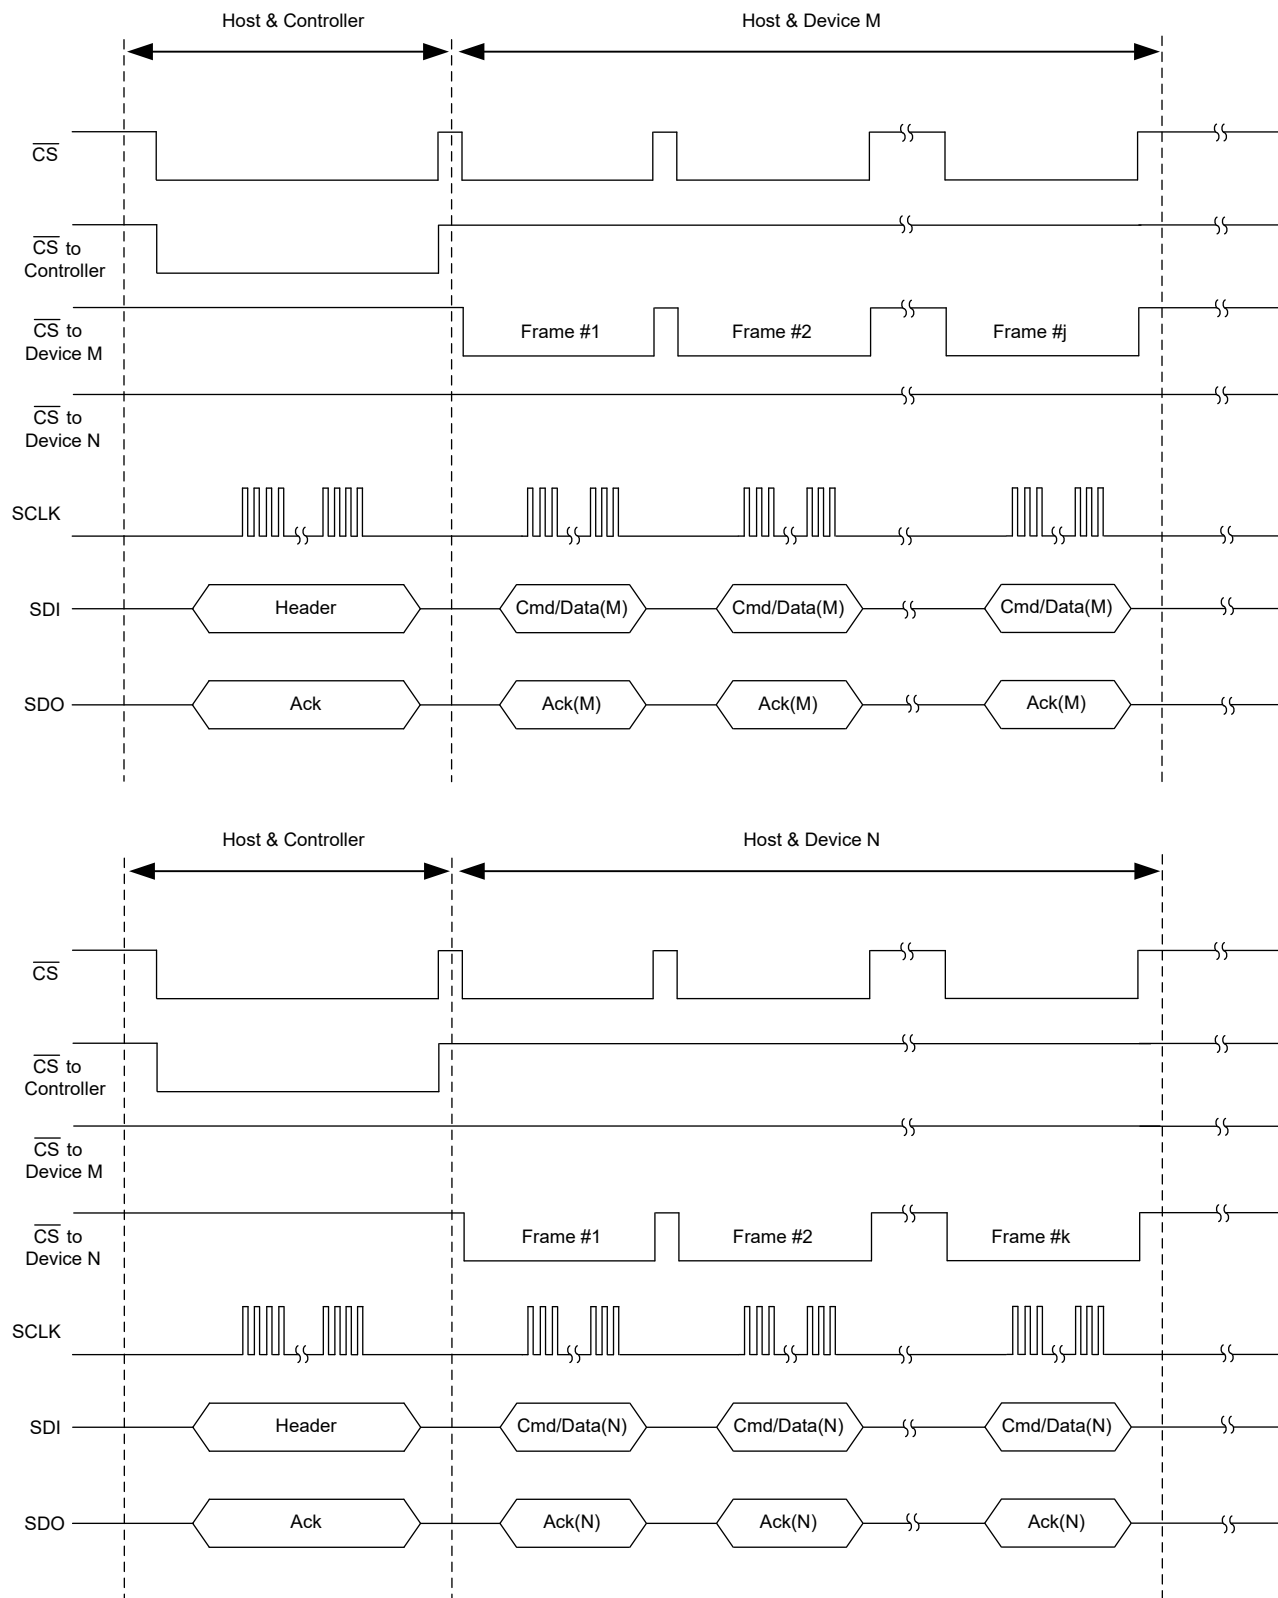 Host & Controller
Host & Device M
CS
CS to
Controller
CS to
Device M
Frame #1
Frame #2
Frame #j
CS to
Device N
SCLK
SDI
Header
Cmd/Data(M)
Cmd/Data(M)
Cmd/Data(M)
SDO
Ack
Ack(M)
Ack(M)
Ack(M)
Host & Controller
Host & Device N
CS
CS to
Controller
CS to
Device M
CS to
Device N
Frame #1
Frame #2
Frame #k
SCLK
SDI
Header
Cmd/Data(N)
Cmd/Data(N)
Cmd/Data(N)
SDO
Ack
Ack(N)
Ack(N)
Ack(N)